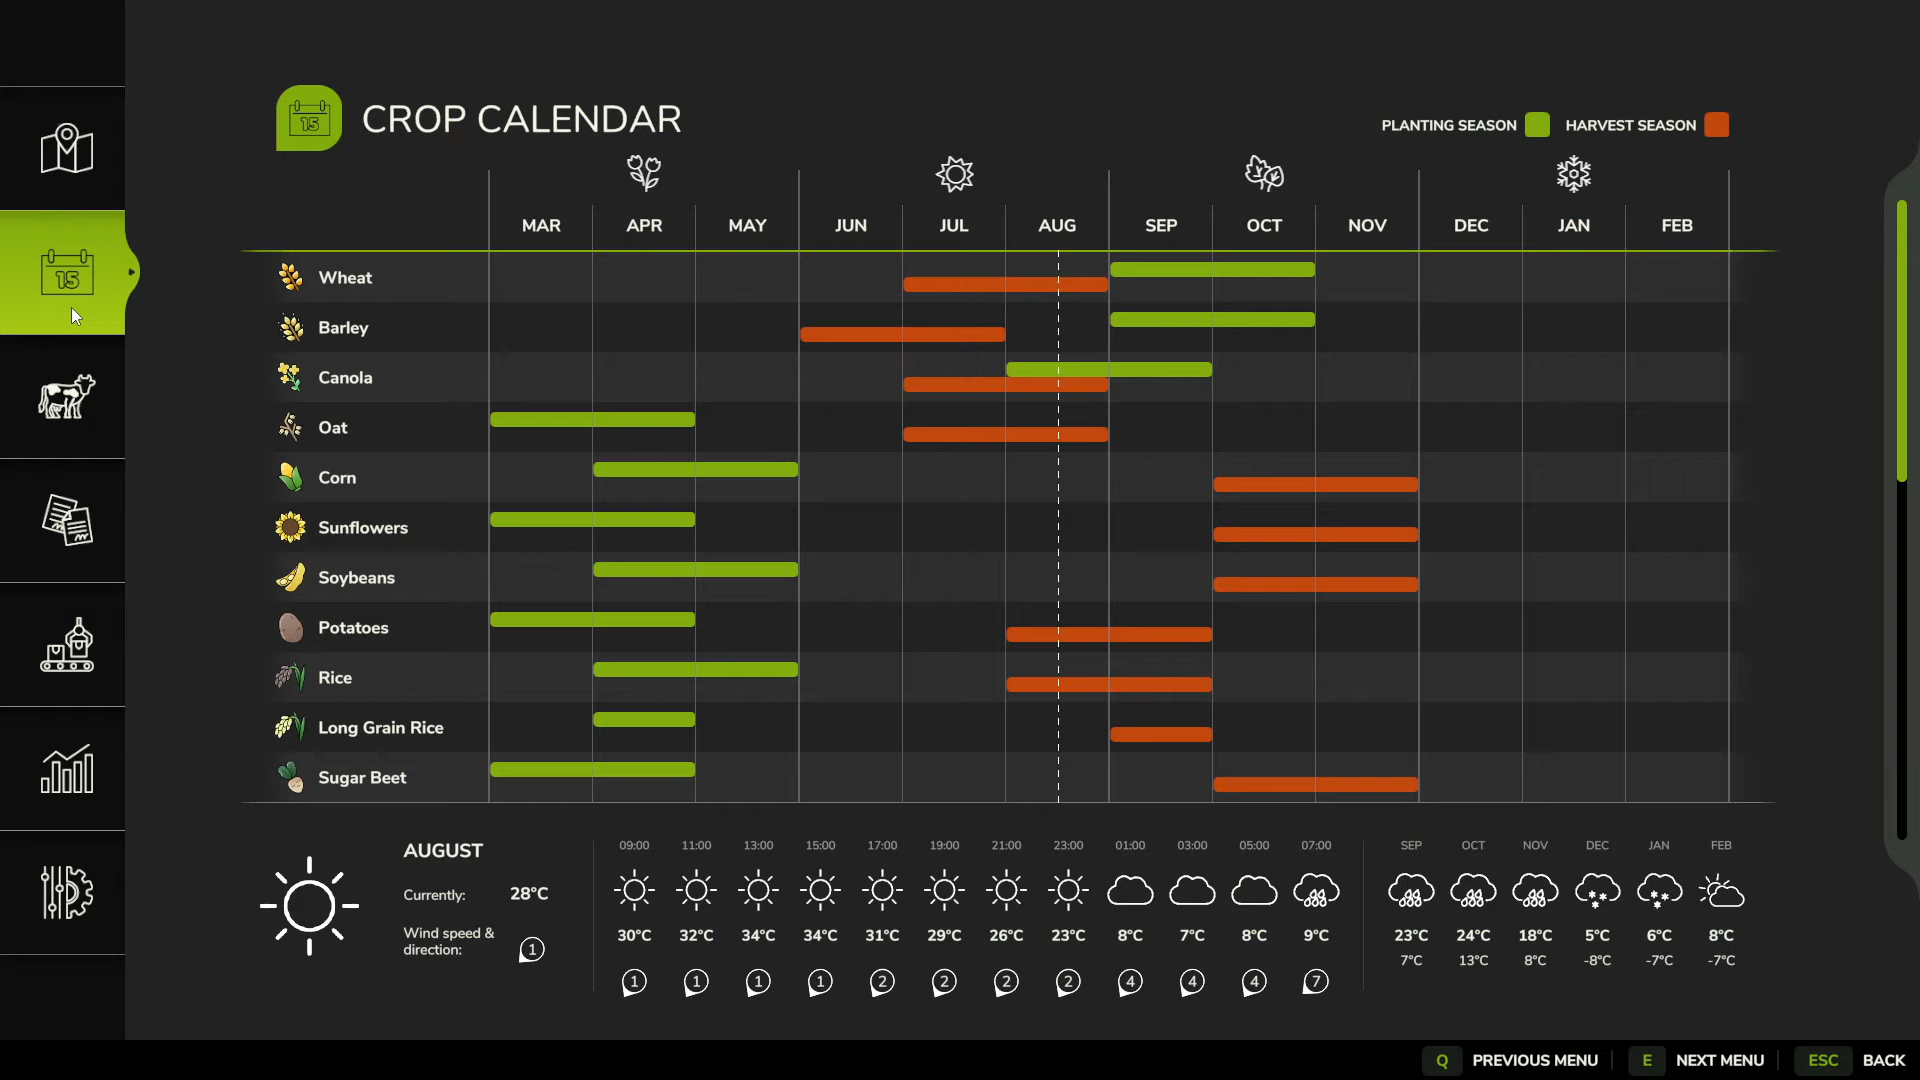 15
CROP CALENDAR
PLANTING SEASON
HARVEST SEASON
MAR APR MAY JUN JUL AUG SEP OCT NOV DEC JAN FEB
15
Wheat
Barley
Canola
Oat
Corn
Sunflowers
Soybeans
Potatoes
Rice
Long Grain Rice
Sugar Beet
AUGUST
Currently: 28°C
Wind speed &
direction: 1
09:00 11:00 13:00 15:00 17:00 19:00 21:00 23:00 01:00 03:00 05:00 07:00
30°C 32°C 34°C 34°C 31°C 29°C 26°C 23°C 8°C 7°C 8°C 9°C
1 1 1 1 2 2 2 2 4 4 4 7
SEP OCT NOV DEC JAN FEB
23°C 24°C 18°C 5°C 6°C 8°C
7°C 13°C 8°C -8°C -7°C -7°C
Q PREVIOUS MENU E NEXT MENU ESC BACK